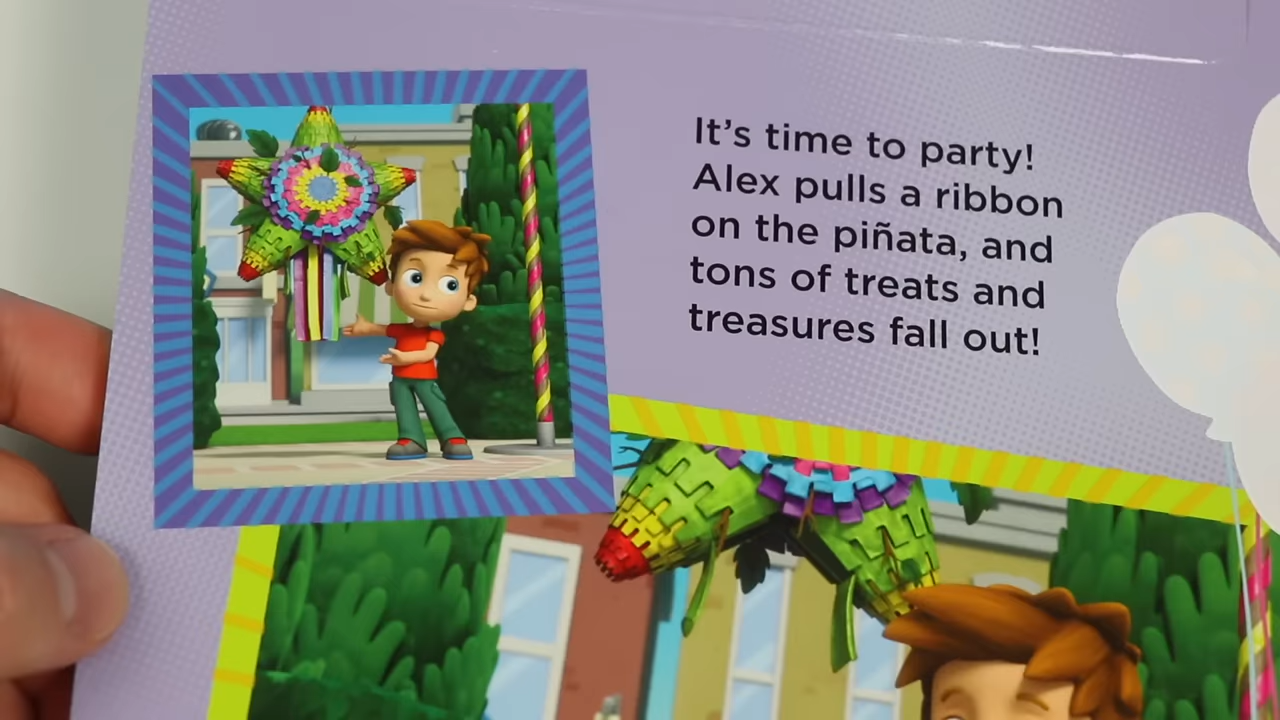 It's time to party!
Alex pulls a ribbon
on the piñata, and
tons of treats and
treasures fall out!